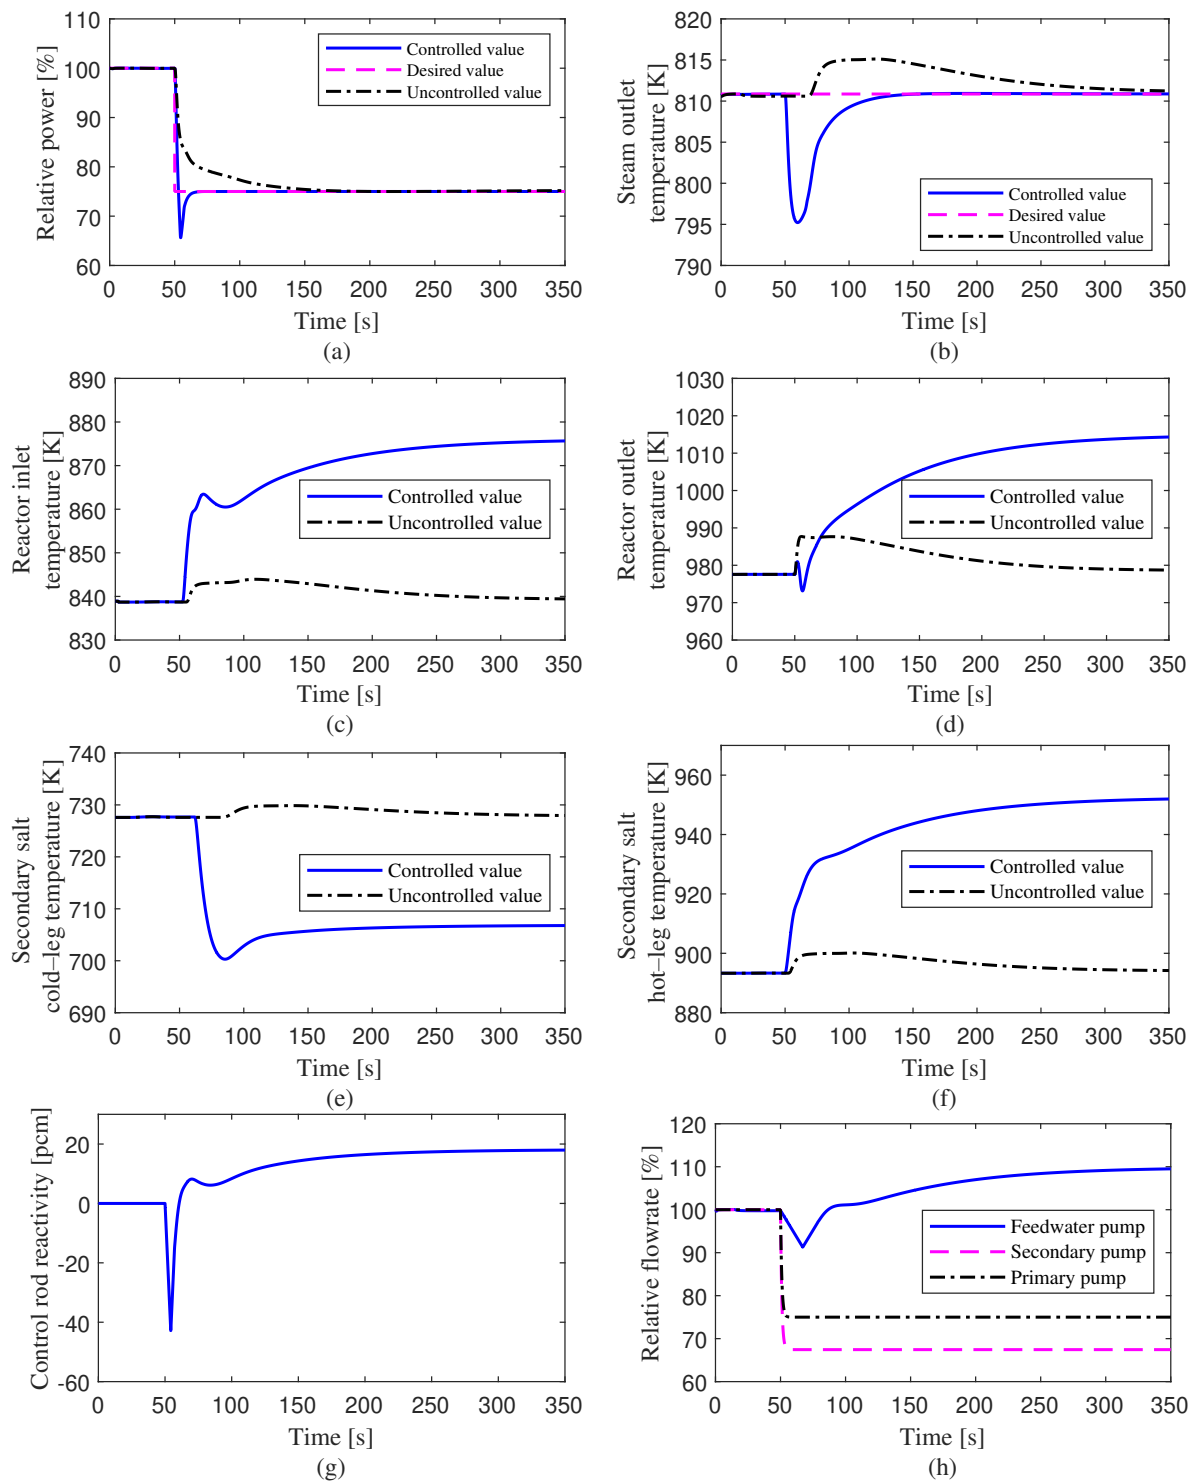 110
100
90
80
70
60
Relative power [%]
Controlled value
Desired value
Uncontrolled value
0 50 100 150 200 250 300 350
Time [s]
(a)
820
815
810
805
800
795
790
Steam outlet
temperature [K]
Controlled value
Desired value
Uncontrolled value
0 50 100 150 200 250 300 350
Time [s]
(b)
890
880
870
860
850
840
830
Reactor inlet
temperature [K]
Controlled value
Uncontrolled value
0 50 100 150 200 250 300 350
Time [s]
(c)
1030
1020
1010
1000
990
980
970
960
Reactor outlet
temperature [K]
Controlled value
Uncontrolled value
0 50 100 150 200 250 300 350
Time [s]
(d)
740
730
720
710
700
690
Secondary salt
cold−leg temperature [K]
Controlled value
Uncontrolled value
0 50 100 150 200 250 300 350
Time [s]
(e)
960
940
920
900
880
Secondary salt
hot−leg temperature [K]
Controlled value
Uncontrolled value
0 50 100 150 200 250 300 350
Time [s]
(f)
20
0
-20
-40
-60
Control rod reactivity [pcm]
0 50 100 150 200 250 300 350
Time [s]
(g)
120
110
100
90
80
70
60
Relative flowrate [%]
Feedwater pump
Secondary pump
Primary pump
0 50 100 150 200 250 300 350
Time [s]
(h)